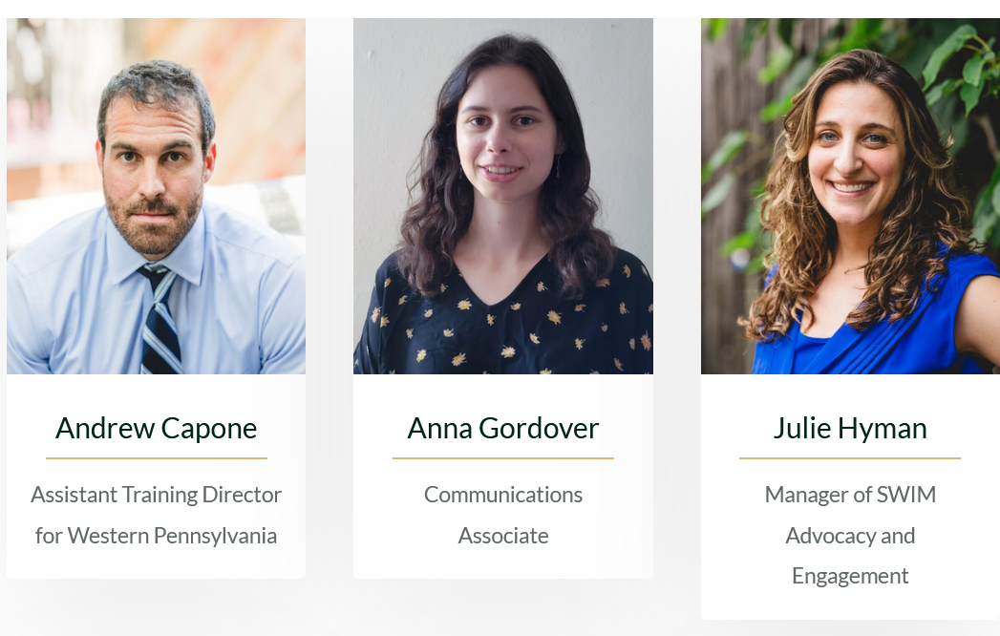 Andrew Capone
Assistant Training Director
for Western Pennsylvania
Anna Gordover
Communications
Associate
Julie Hyman
Manager of SWIM
Advocacy and
Engagement